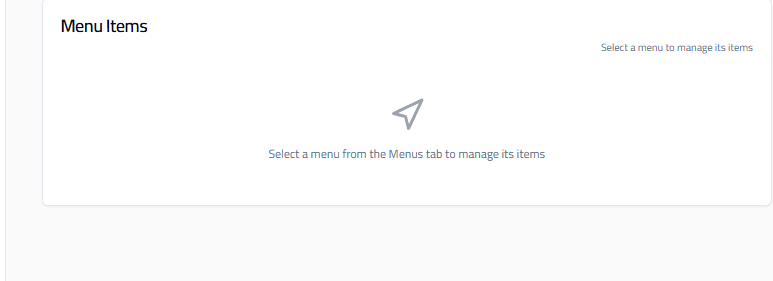 Menu Items
Select a menu to manage its items
Select a menu from the Menus tab to manage its items